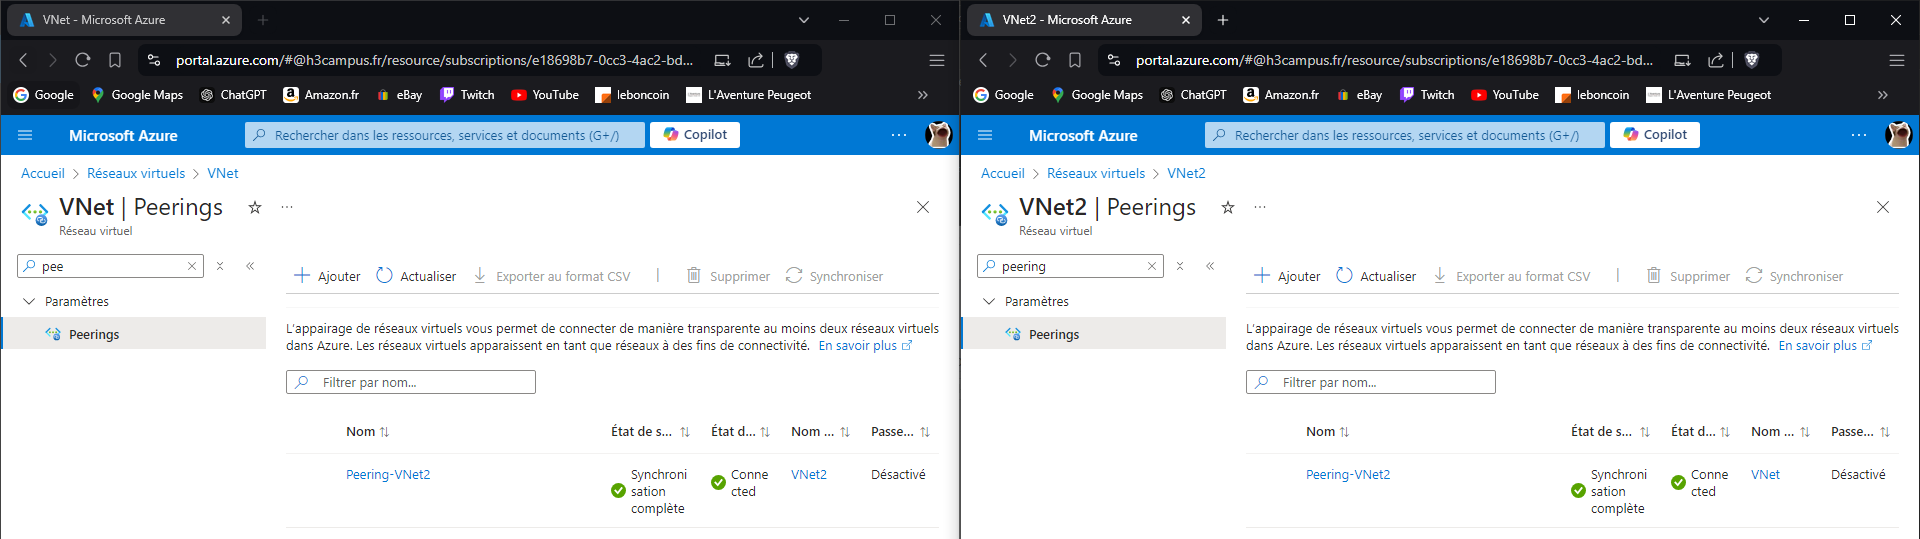 VNet - Microsoft Azure
portal.azure.com/#@h3campus.fr/resource/subscriptions/e18698b7-0cc3-4ac2-bd...
Google Google Maps ChatGPT Amazon.fr eBay Twitch YouTube leboncoin L'Aventure Peugeot
Microsoft Azure
Rechercher dans les ressources, services et documents (G+/)
Copilot
Accueil > Réseaux virtuels > VNet
VNet | Peerings
Réseau virtuel
pee
Ajouter Actualiser Exporter au format CSV Supprimer Synchroniser
Paramètres
Peerings
L'appairage de réseaux virtuels vous permet de connecter de manière transparente au moins deux réseaux virtuels
dans Azure. Les réseaux virtuels apparaissent en tant que réseaux à des fins de connectivité. En savoir plus
Filtrer par nom...
Nom État de s... État d... Nom ... Passe...
Peering-VNet2 Synchroni Conne VNet2 Désactivé
sation cted
complète
VNet2 - Microsoft Azure
portal.azure.com/#@h3campus.fr/resource/subscriptions/e18698b7-0cc3-4ac2-bd...
Google Google Maps ChatGPT Amazon.fr eBay Twitch YouTube leboncoin L'Aventure Peugeot
Microsoft Azure
Rechercher dans les ressources, services et documents (G+/)
Copilot
Accueil > Réseaux virtuels > VNet2
VNet2 | Peerings
Réseau virtuel
peering
Ajouter Actualiser Exporter au format CSV Supprimer Synchroniser
Paramètres
Peerings
L'appairage de réseaux virtuels vous permet de connecter de manière transparente au moins deux réseaux virtuels
dans Azure. Les réseaux virtuels apparaissent en tant que réseaux à des fins de connectivité. En savoir plus
Filtrer par nom...
Nom État de s... État d... Nom ... Passe...
Peering-VNet2 Synchroni Conne VNet Désactivé
sation cted
complète